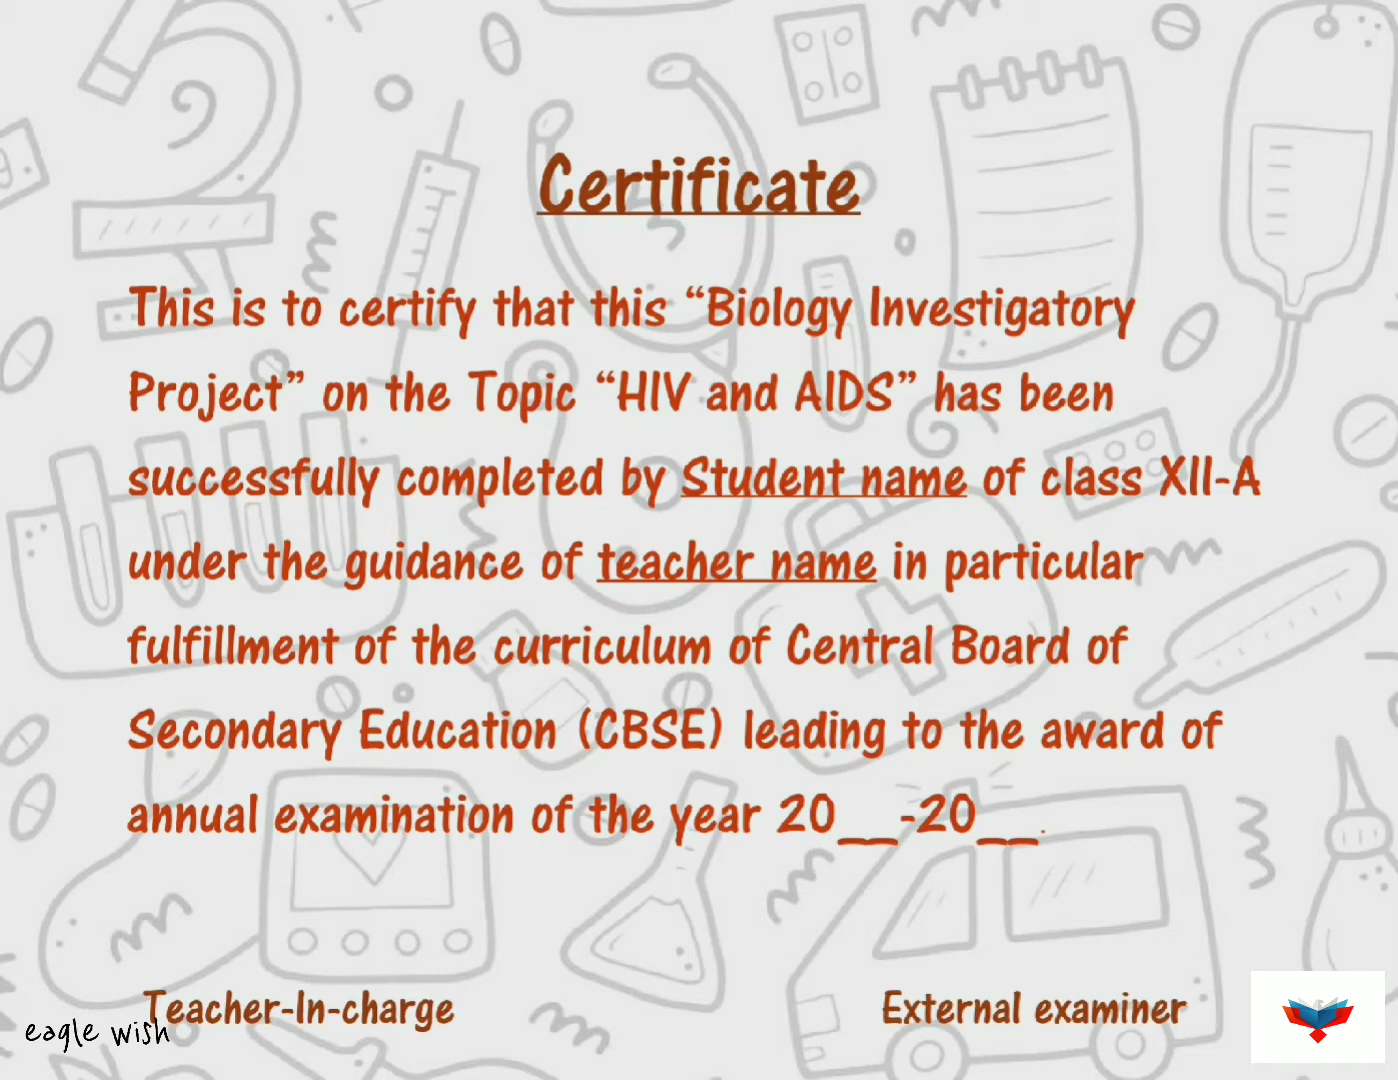 Certificate
This is to certify that this “Biology Investigatory
Project” on the Topic “HIV and AIDS” has been
successfully completed by Student name of class XII-A
under the guidance of teacher name in particular
fulfillment of the curriculum of Central Board of
Secondary Education (CBSE) leading to the award of
annual examination of the year 20__-20__.
Teacher-In-charge External examiner
eagle wish